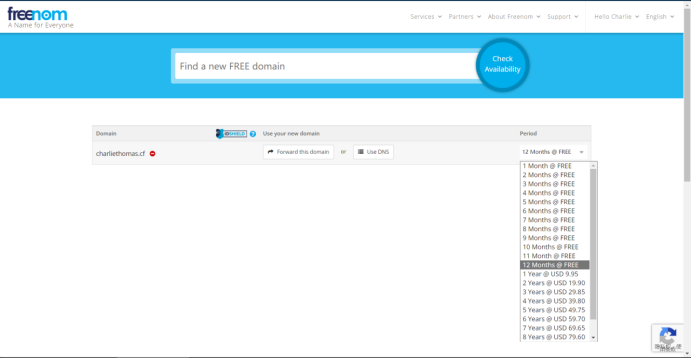 freenom
A Name for Everyone
Services Partners About Freenom Support Hello Charlie English
Find a new FREE domain
Check
Availability
Domain IDSHIELD ? Use your new domain Period
charliethomas.cf Forward this domain or Use DNS 12 Months @ FREE
1 Month @ FREE
2 Months @ FREE
3 Months @ FREE
4 Months @ FREE
5 Months @ FREE
6 Months @ FREE
7 Months @ FREE
8 Months @ FREE
9 Months @ FREE
10 Months @ FREE
11 Month @ FREE
12 Months @ FREE
1 Year @ USD 9.95
2 Years @ USD 19.90
3 Years @ USD 29.85
4 Years @ USD 39.80
5 Years @ USD 49.75
6 Years @ USD 59.70
7 Years @ USD 69.65
8 Years @ USD 79.60